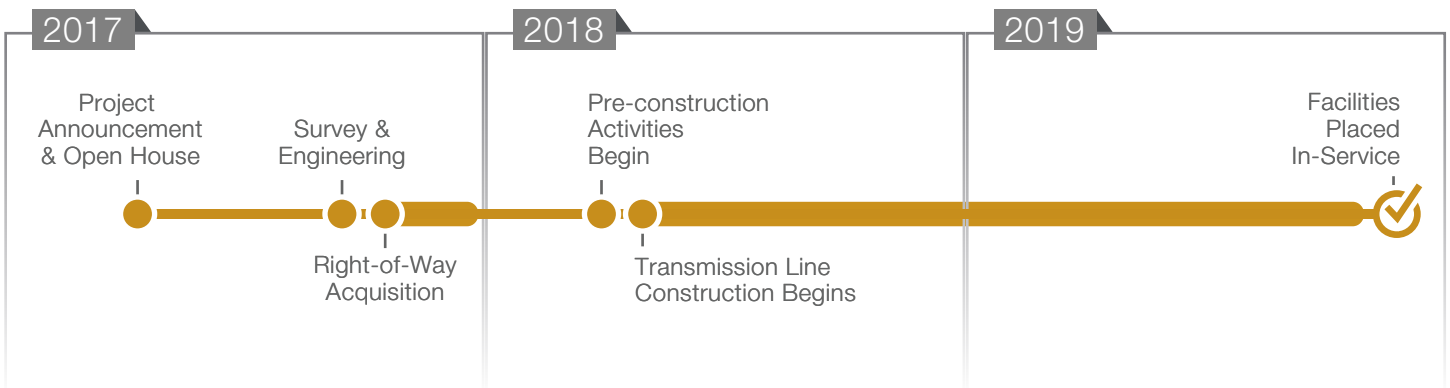 2017
Project
Announcement
& Open House
Survey &
Engineering
Right-of-Way
Acquisition
2018
Pre-construction
Activities
Begin
Transmission Line
Construction Begins
2019
Facilities
Placed
In-Service